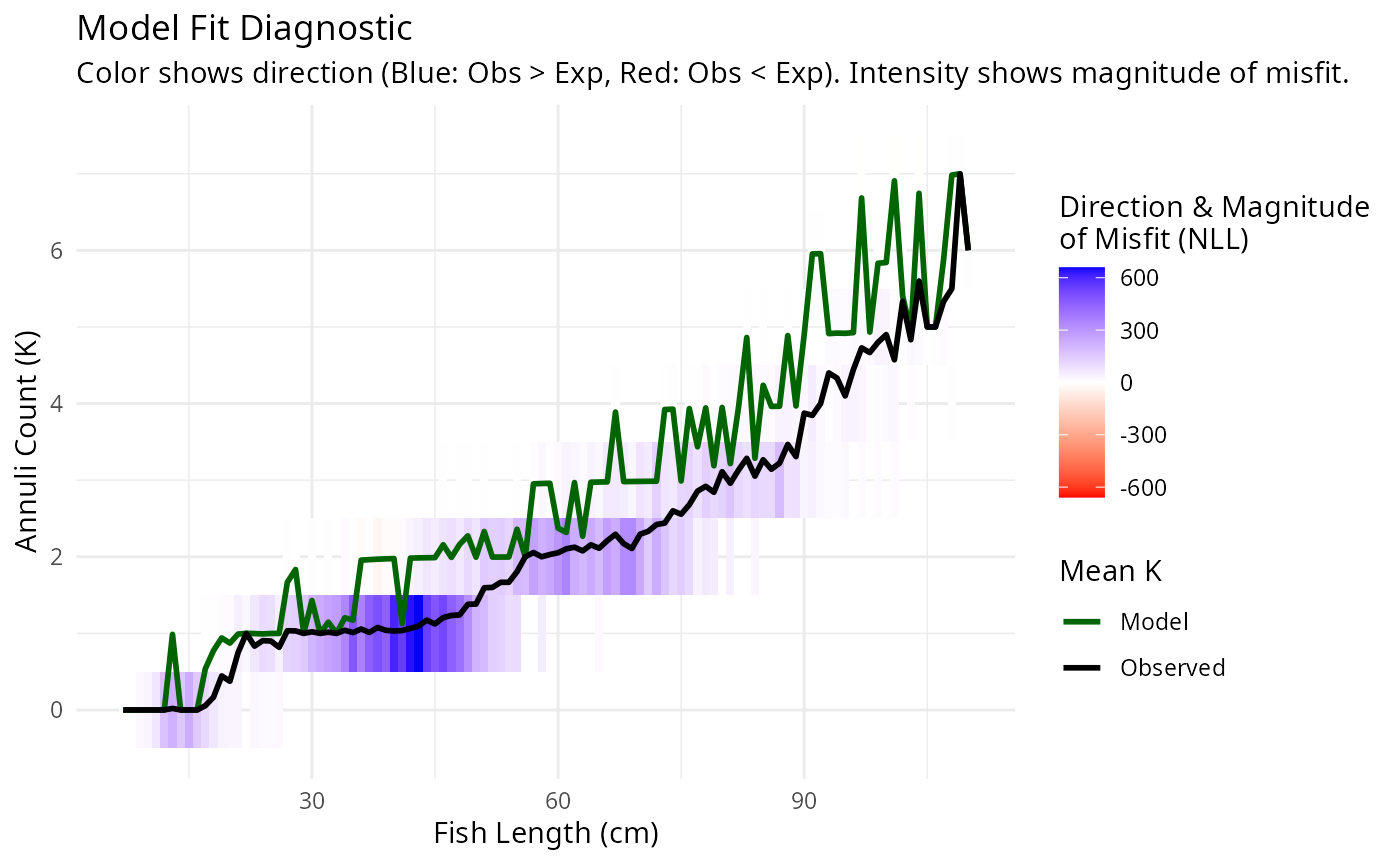 Model Fit Diagnostic
Color shows direction (Blue: Obs > Exp, Red: Obs < Exp). Intensity shows magnitude of misfit.
Annuli Count (K)
6
4
2
0
30
60
90
Fish Length (cm)
Direction & Magnitude
of Misfit (NLL)
600
300
0
-300
-600
Mean K
Model
Observed